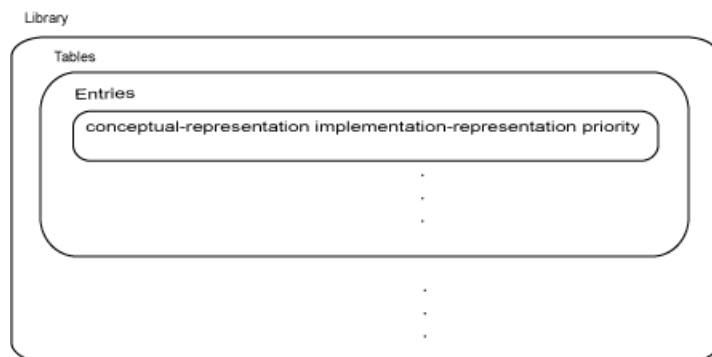 Library
Tables
Entries
conceptual-representation implementation-representation priority